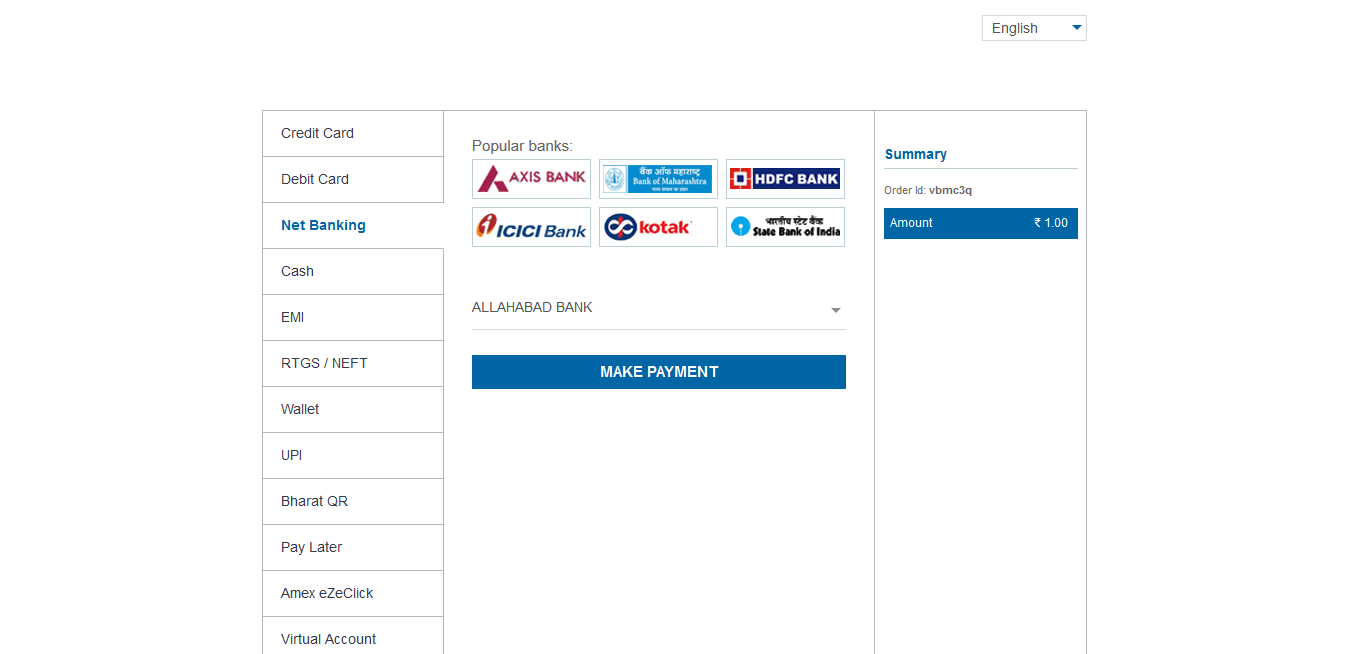 English
Credit Card
Debit Card
Net Banking
Cash
EMI
RTGS / NEFT
Wallet
UPI
Bharat QR
Pay Later
Amex eZeClick
Virtual Account
Popular banks:
AXIS BANK
बैंक ऑफ महाराष्ट्र
Bank of Maharashtra
HDFC BANK
ICICI Bank
kotak
भारतीय स्टेट बैंक
State Bank of India
ALLAHABAD BANK
MAKE PAYMENT
Summary
Order Id: vbmc3q
Amount ₹ 1.00